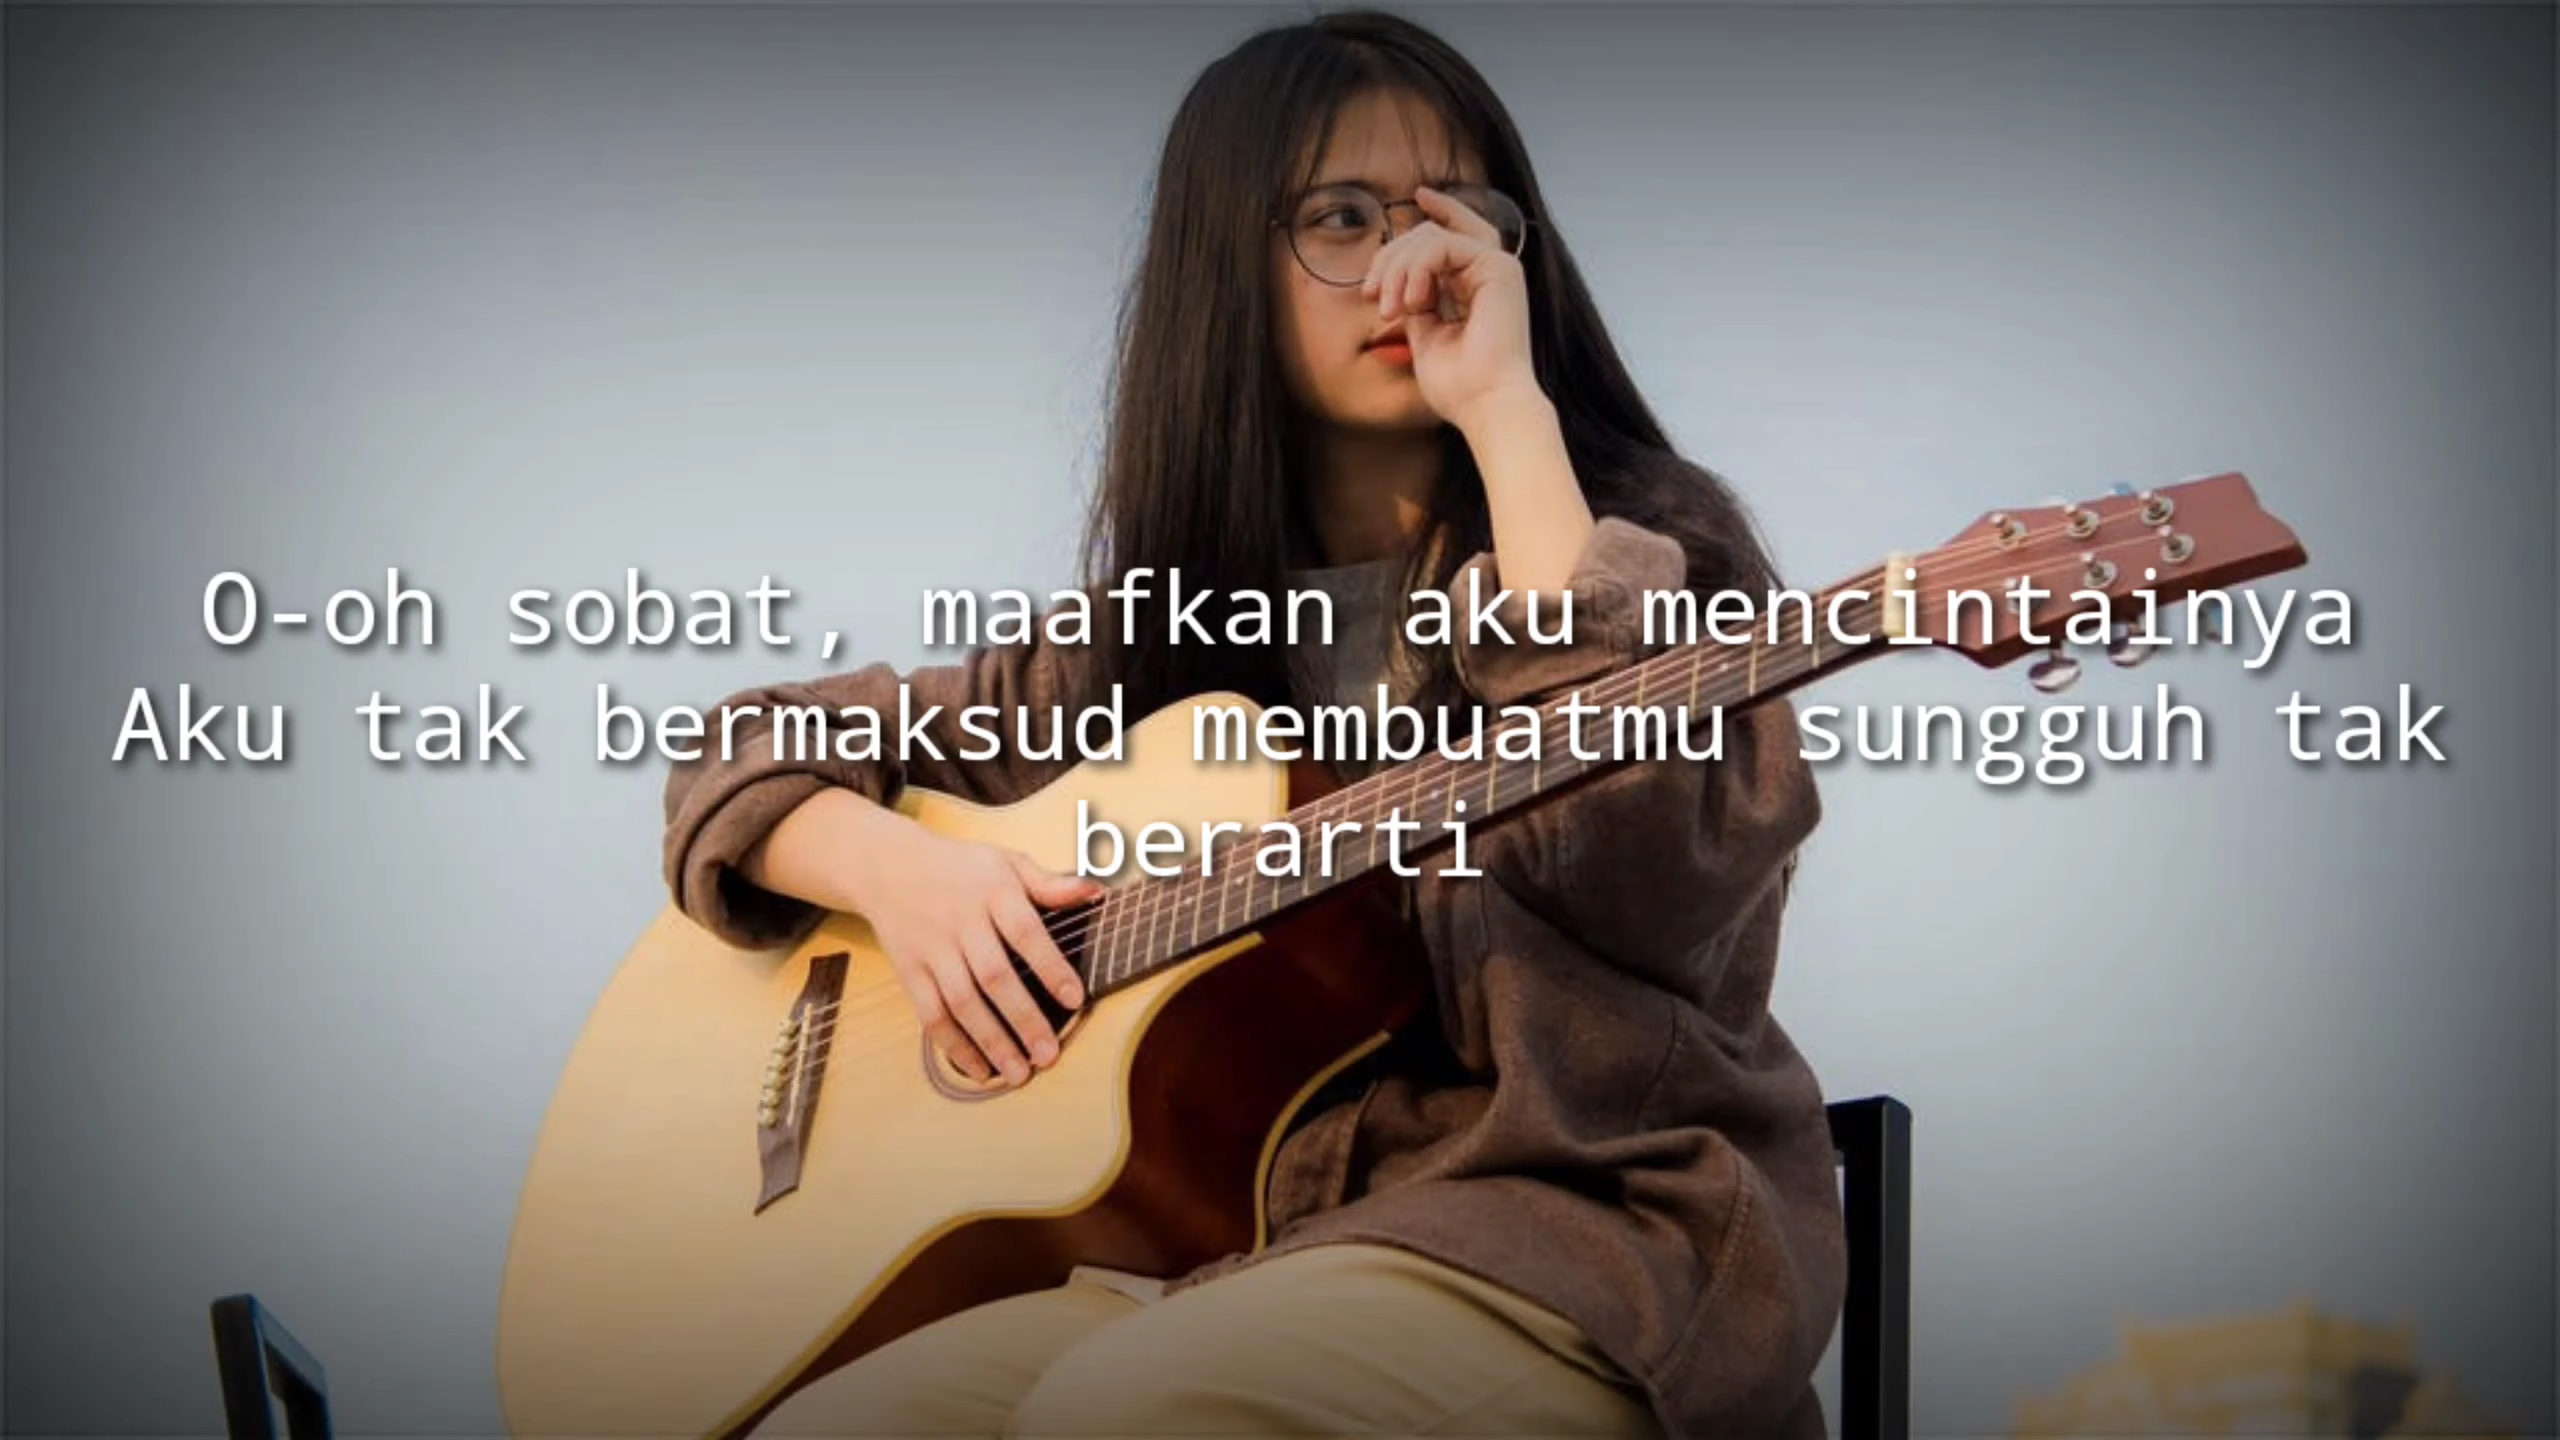 O-oh sobat, maafkan aku mencintainya
Aku tak bermaksud membuatmu sungguh tak
berarti